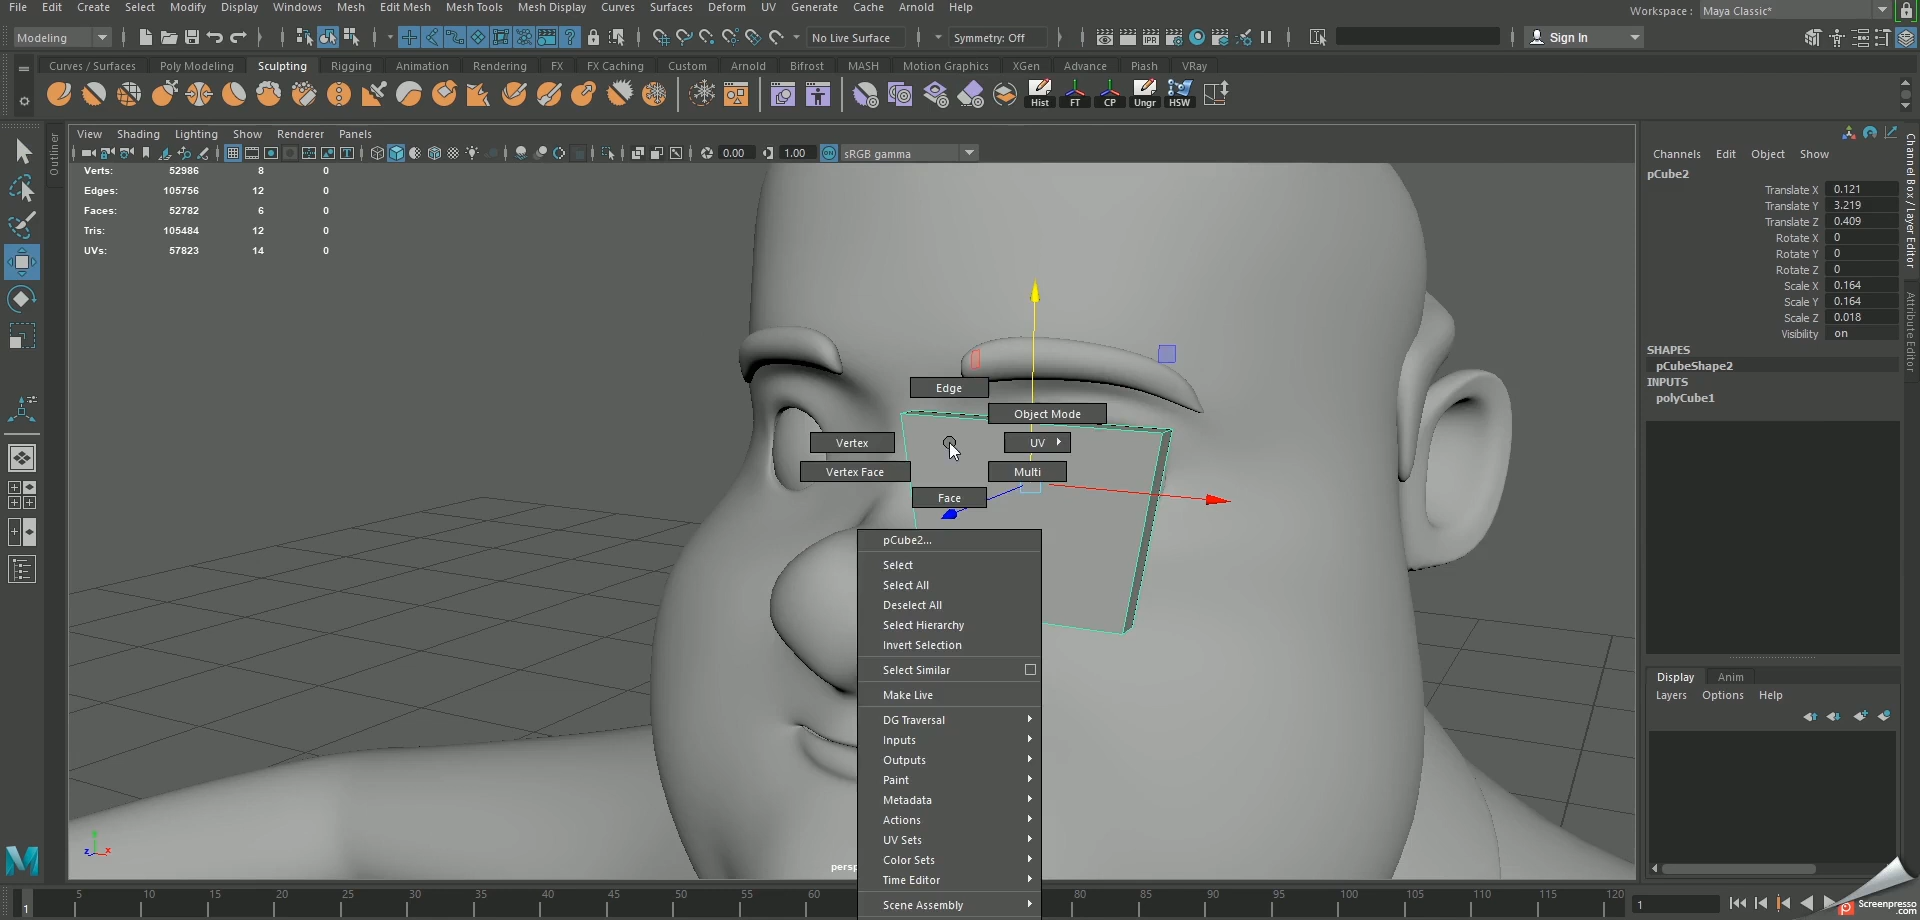 File Edit Create Select Modify Display Windows Mesh Edit Mesh Mesh Tools Mesh Display Curves Surfaces Deform UV Generate Cache Arnold Help
Workspace : Maya Classic*
Modeling
No Live Surface
Symmetry: Off
Sign In
Curves / Surfaces Poly Modeling Sculpting Rigging Animation Rendering FX FX Caching Custom Arnold Bifrost MASH Motion Graphics XGen Advance Piash VRay
Hist FT CP Ungr HSW
IPR
Outliner
View Shading Lighting Show Renderer Panels
0.00 1.00 ON sRGB gamma
Verts: 52986 8 0
Edges: 105756 12 0
Faces: 52782 6 0
Tris: 105484 12 0
UVs: 57823 14 0
Edge
Object Mode
Vertex
UV
Vertex Face
Multi
Face
pCube2...
Select
Select All
Deselect All
Select Hierarchy
Invert Selection
Select Similar
Make Live
DG Traversal
Inputs
Outputs
Paint
Metadata
Actions
UV Sets
Color Sets
Time Editor
Scene Assembly
persp
z x
Channels Edit Object Show
pCube2
Translate X 0.121
Translate Y 3.219
Translate Z 0.409
Rotate X 0
Rotate Y 0
Rotate Z 0
Scale X 0.164
Scale Y 0.164
Scale Z 0.018
Visibility on
SHAPES
pCubeShape2
INPUTS
polyCube1
Channel Box / Layer Editor
Attribute Editor
Display Anim
Layers Options Help
1 5 10 15 20 25 30 35 40 45 50 55 60 80 85 90 95 100 105 110 115 120
1
Screenpresso
.com